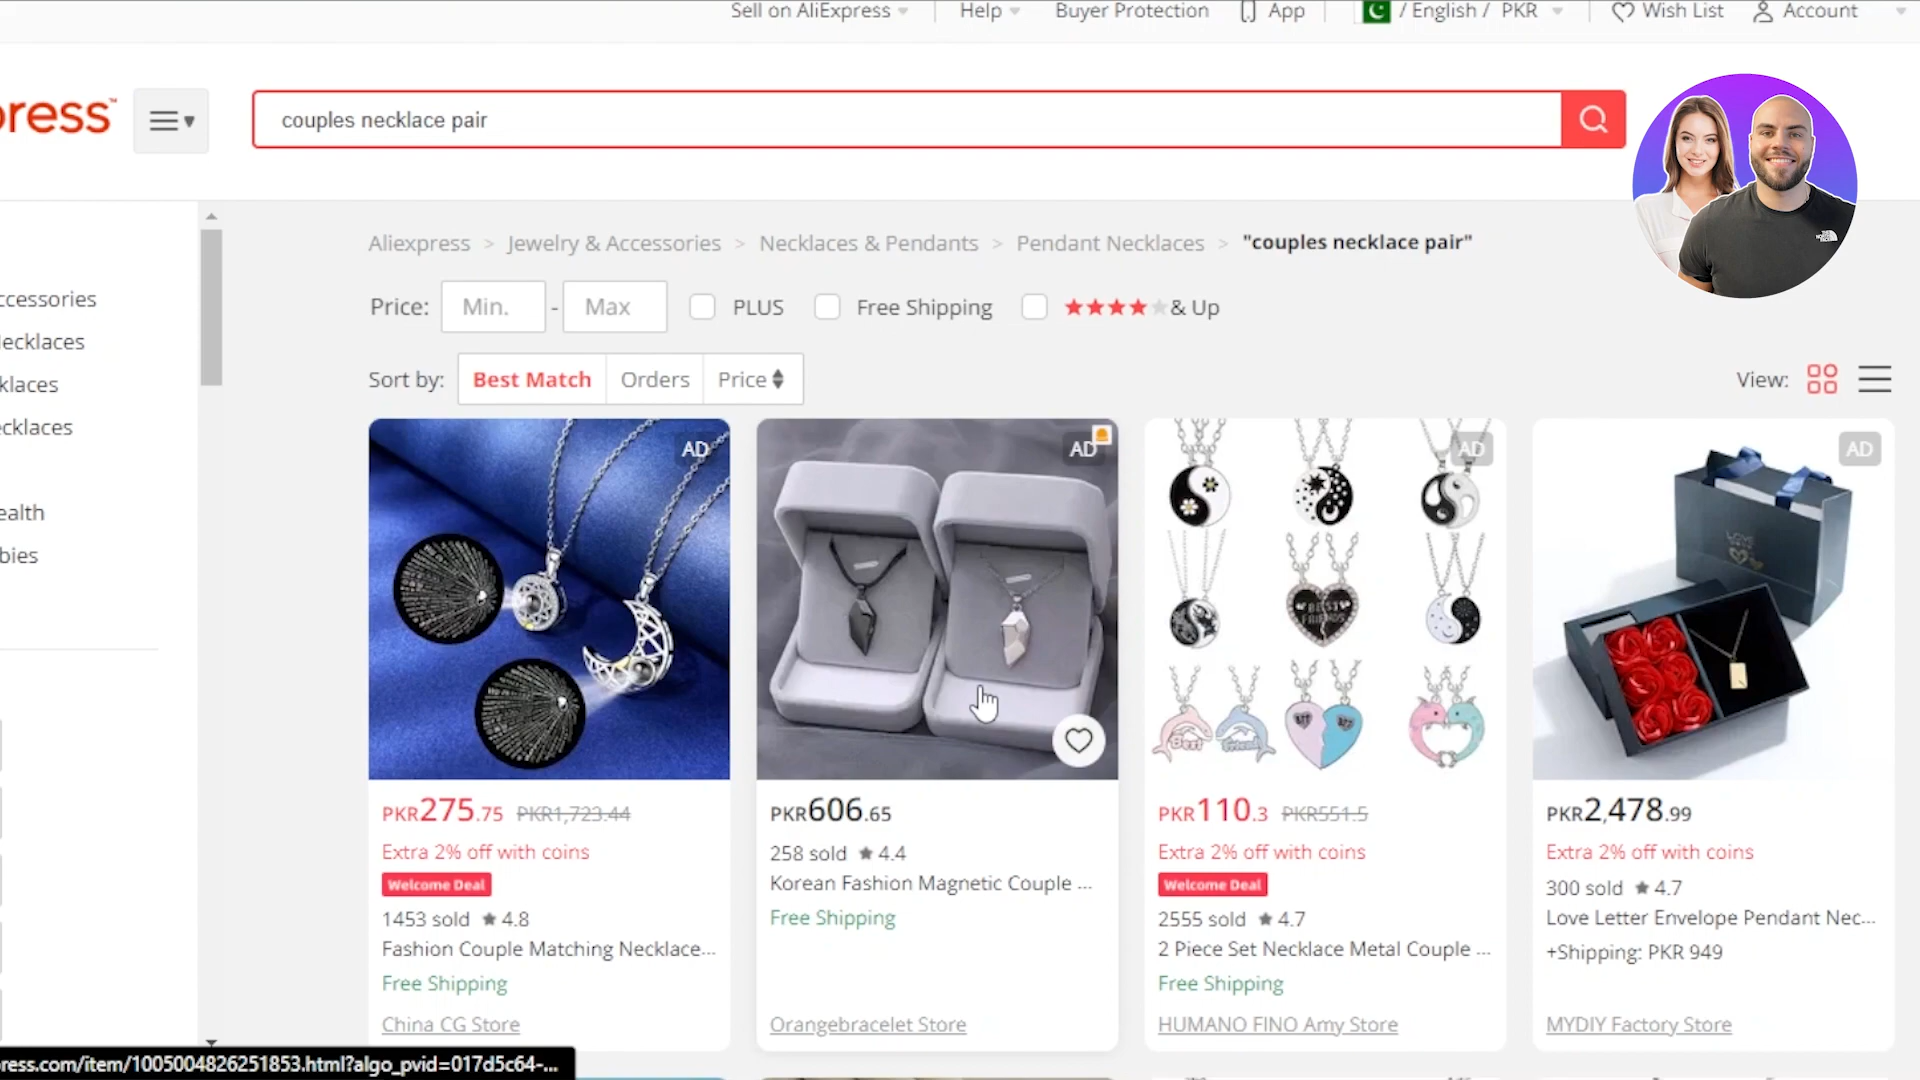 Sell on AliExpress
Help
Buyer Protection
App
/ English / PKR
Wish List
Account
press™
couples necklace pair
Aliexpress > Jewelry & Accessories > Necklaces & Pendants > Pendant Necklaces > "couples necklace pair"
ccessories
ecklaces
klaces
cklaces
ealth
bies
Price: Min. - Max PLUS Free Shipping & Up
Sort by: Best Match Orders Price
View:
AD
AD
AD
AD
LOVE
BEST
FRIENDS
Best
PKR275.75 PKR1,723.44
Extra 2% off with coins
Welcome Deal
1453 sold ★ 4.8
Fashion Couple Matching Necklace...
Free Shipping
China CG Store
PKR606.65
258 sold ★ 4.4
Korean Fashion Magnetic Couple ...
Free Shipping
Orangebracelet Store
PKR110.3 PKR551.5
Extra 2% off with coins
Welcome Deal
2555 sold ★ 4.7
2 Piece Set Necklace Metal Couple ...
Free Shipping
HUMANO FINO Amy Store
PKR2,478.99
Extra 2% off with coins
300 sold ★ 4.7
Love Letter Envelope Pendant Nec...
+Shipping: PKR 949
MYDIY Factory Store
ress.com/item/1005004826251853.html?algo_pvid=017d5c64-...